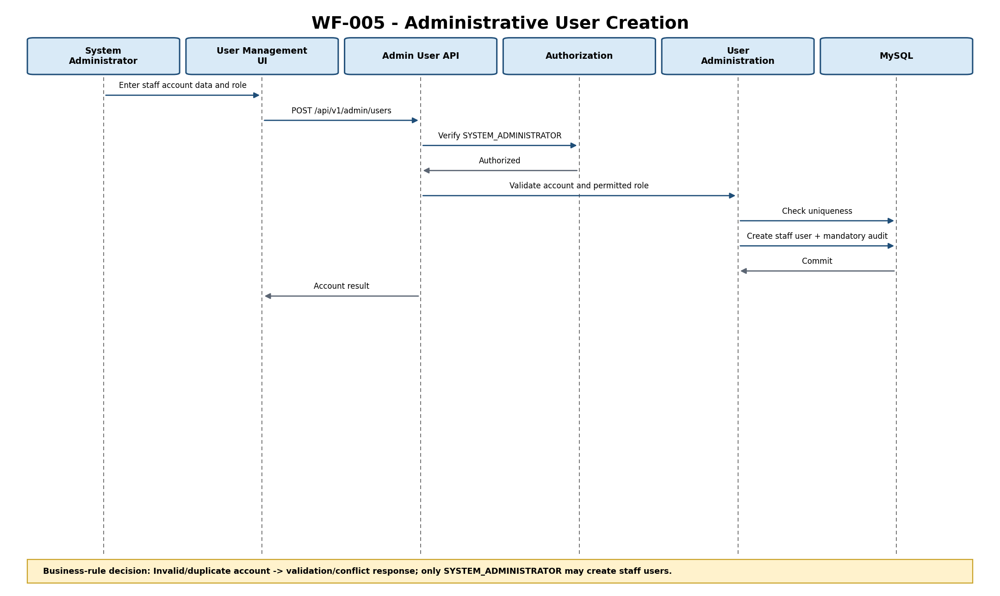 WF-005 - Administrative User Creation
System
Administrator
User Management
UI
Admin User API
Authorization
User
Administration
MySQL
Enter staff account data and role
POST /api/v1/admin/users
Verify SYSTEM_ADMINISTRATOR
Authorized
Validate account and permitted role
Check uniqueness
Create staff user + mandatory audit
Commit
Account result
Business-rule decision: Invalid/duplicate account -> validation/conflict response; only SYSTEM_ADMINISTRATOR may create staff users.